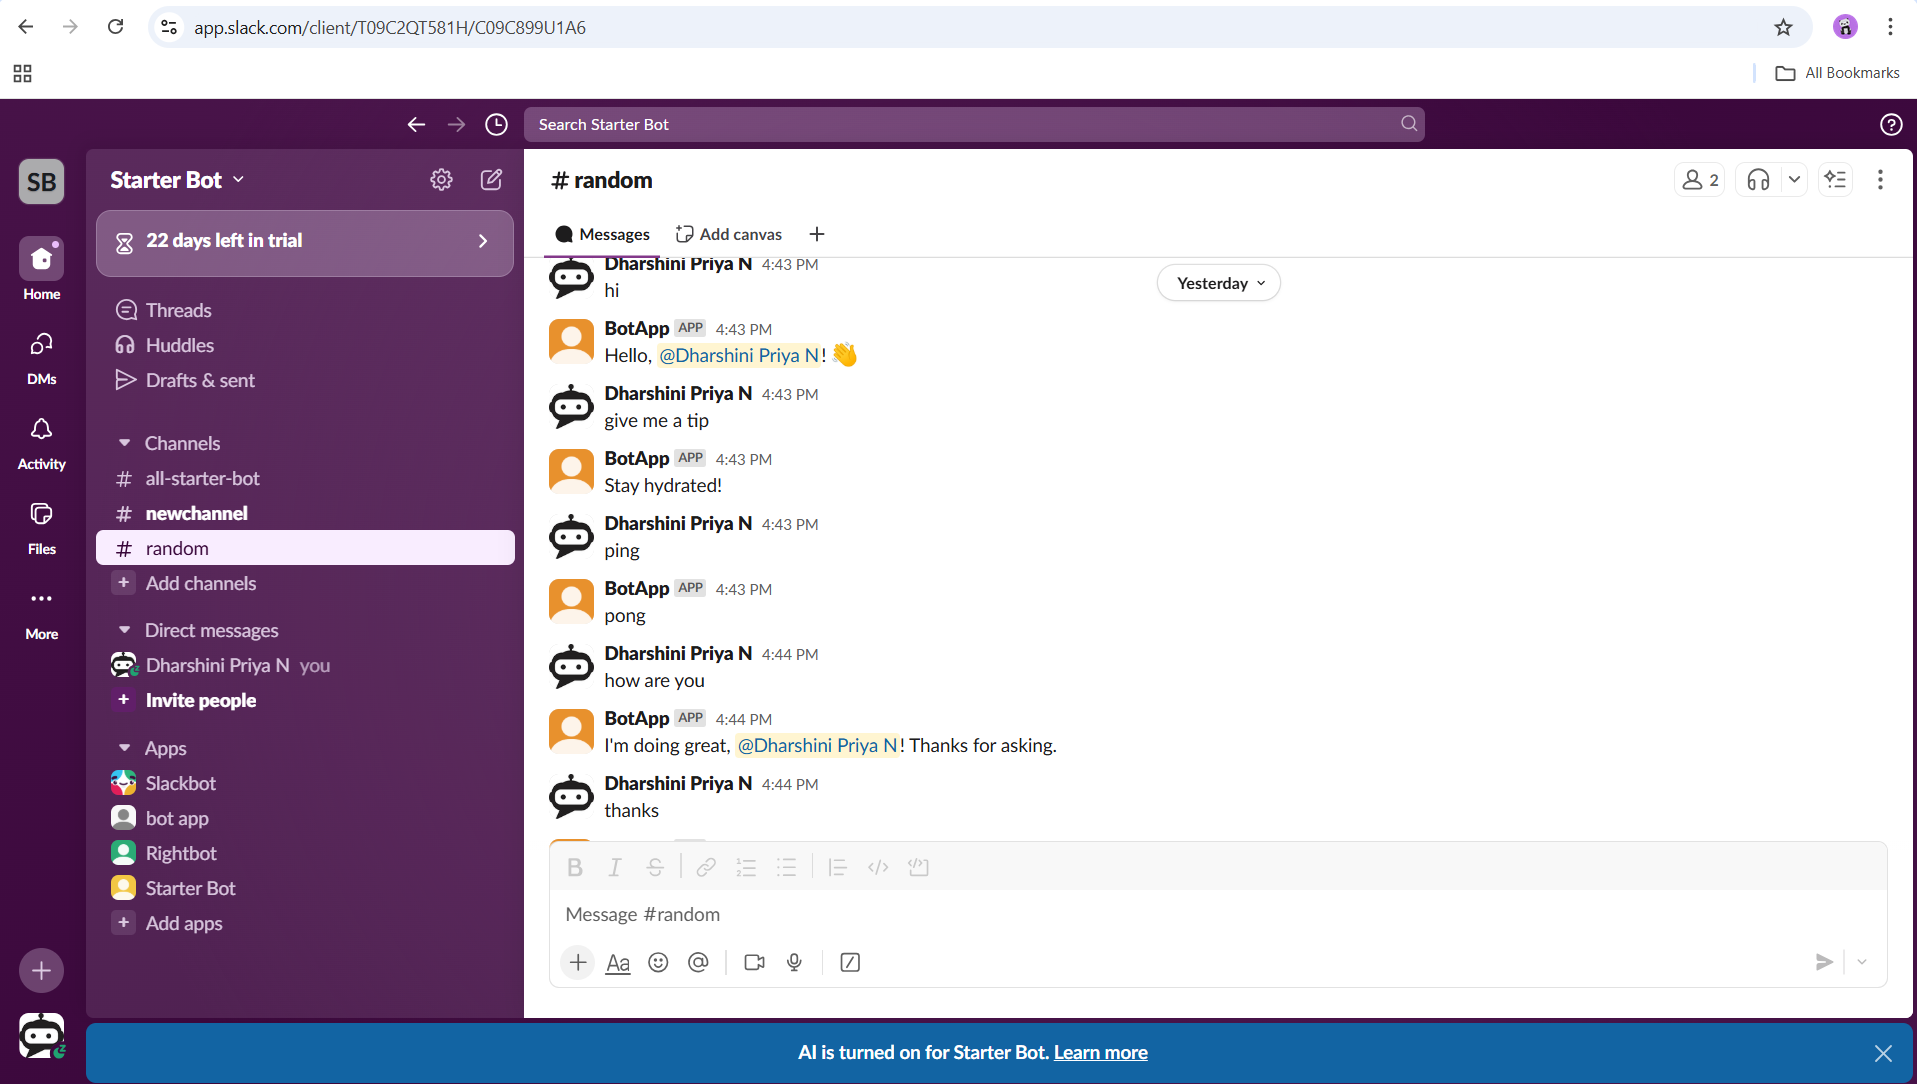 app.slack.com/client/T09C2QT581H/C09C899U1A6
All Bookmarks
Search Starter Bot
SB
Home
DMs
Activity
Files
More
Starter Bot
22 days left in trial
Threads
Huddles
Drafts & sent
Channels
# all-starter-bot
# newchannel
# random
+ Add channels
Direct messages
Dharshini Priya N you
+ Invite people
Apps
Slackbot
bot app
Rightbot
Starter Bot
+ Add apps
# random
2
Messages
Add canvas
Yesterday
Dharshini Priya N 4:43 PM
hi
BotApp APP 4:43 PM
Hello, @Dharshini Priya N! 👋
Dharshini Priya N 4:43 PM
give me a tip
BotApp APP 4:43 PM
Stay hydrated!
Dharshini Priya N 4:43 PM
ping
BotApp APP 4:43 PM
pong
Dharshini Priya N 4:44 PM
how are you
BotApp APP 4:44 PM
I'm doing great, @Dharshini Priya N! Thanks for asking.
Dharshini Priya N 4:44 PM
thanks
Message #random
Aa
AI is turned on for Starter Bot. Learn more